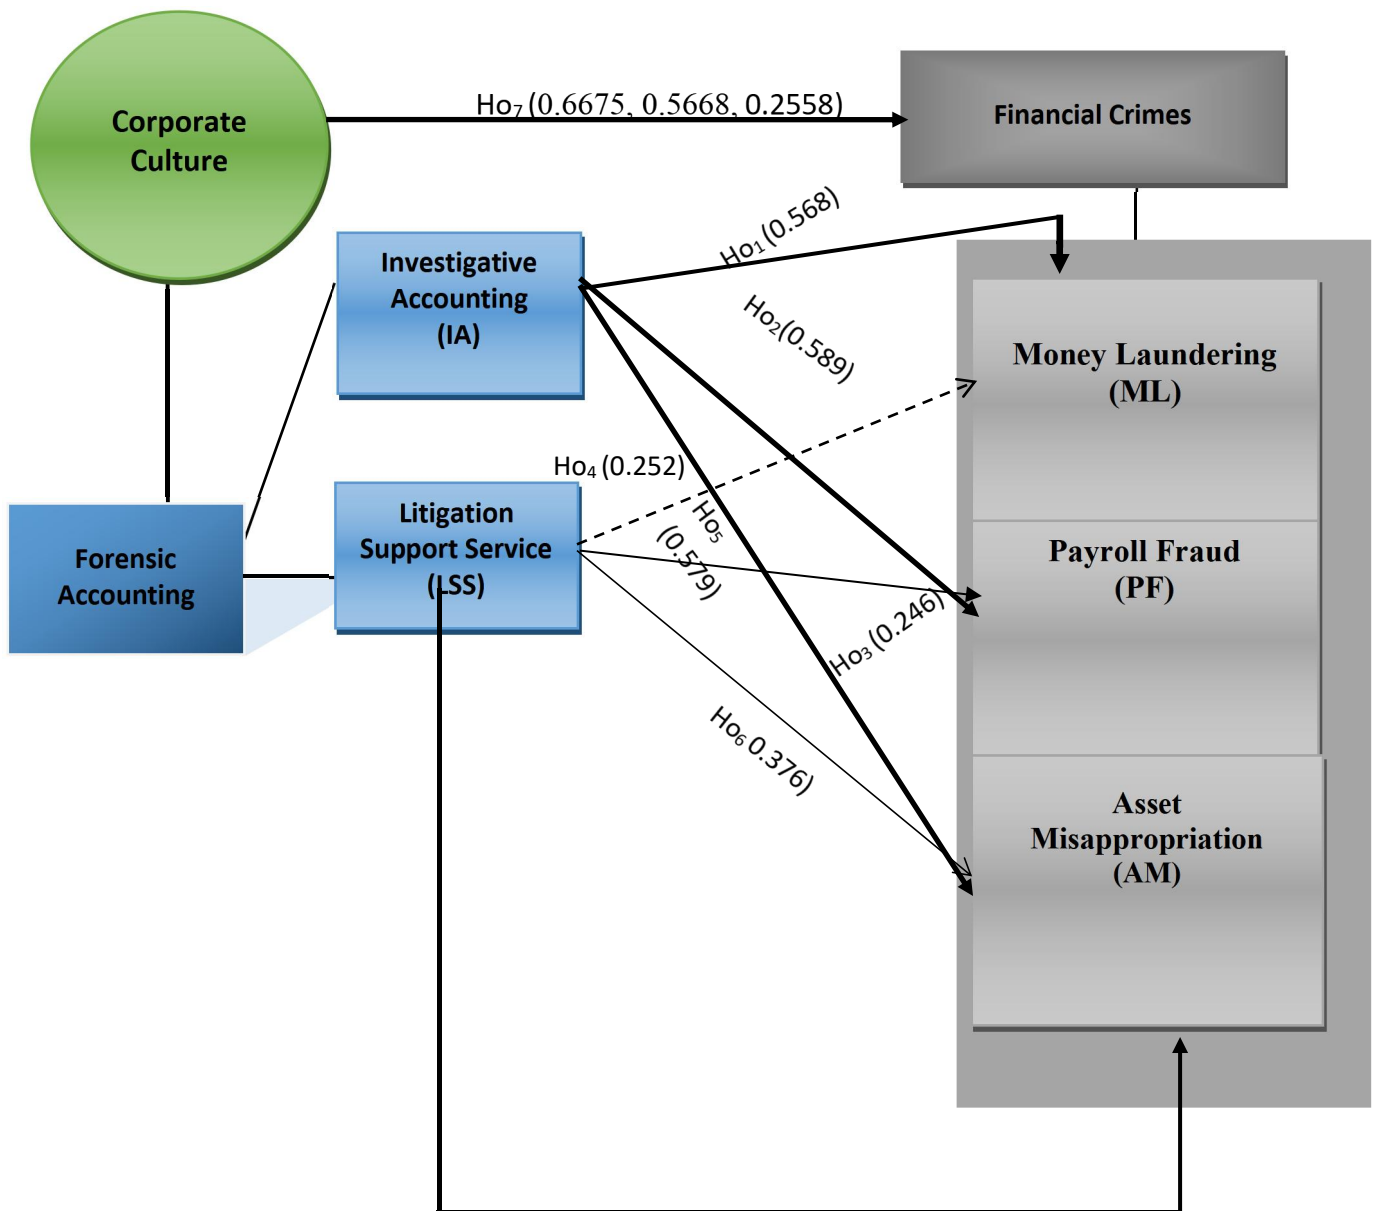 Corporate
Culture
Ho₇ (0.6675, 0.5668, 0.2558)
Financial Crimes
Ho₁ (0.568)
Investigative
Accounting
(IA)
Ho₂(0.589)
Money Laundering
(ML)
Ho₄ (0.252)
Litigation
Support Service
(LSS)
Ho₅
(0.579)
Forensic
Accounting
Payroll Fraud
(PF)
Ho₃ (0.246)
Ho₆ 0.376)
Asset
Misappropriation
(AM)